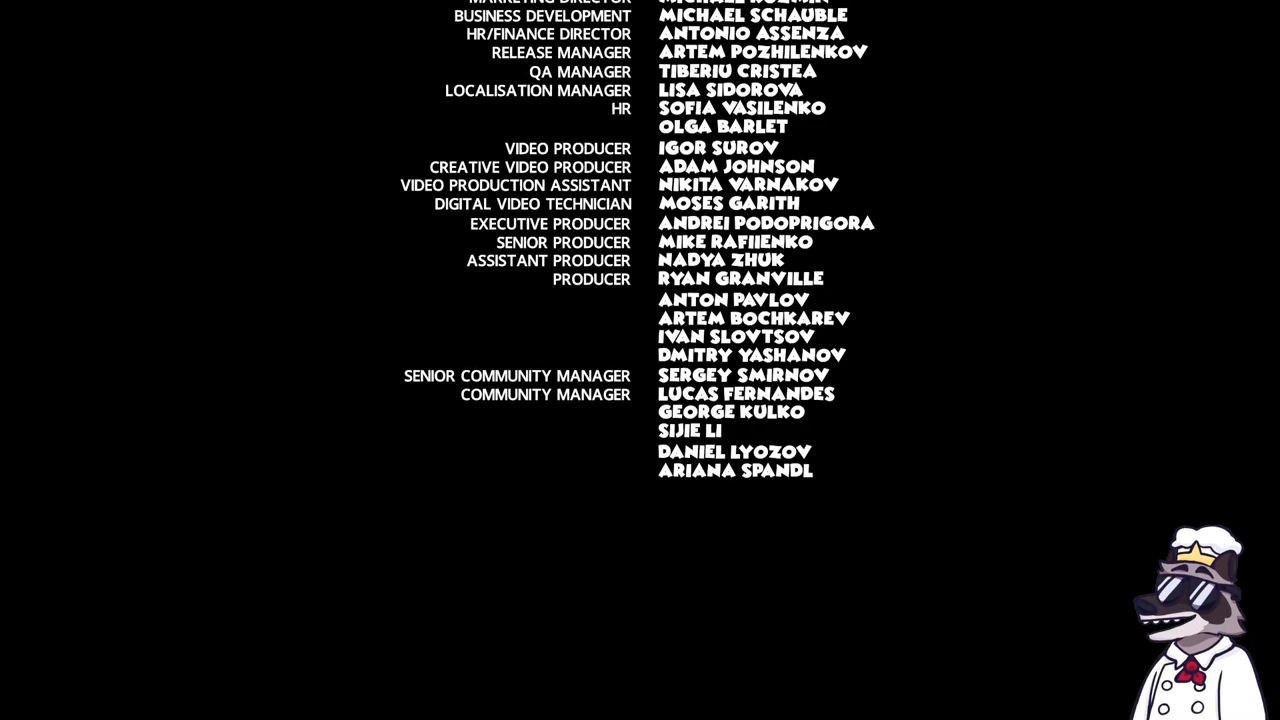 MARKETING DIRECTOR MICHAEL KUZMIN
BUSINESS DEVELOPMENT MICHAEL SCHAUBLE
HR/FINANCE DIRECTOR ANTONIO ASSENZA
RELEASE MANAGER ARTEM POZHILENKOV
QA MANAGER TIBERIU CRISTEA
LOCALISATION MANAGER LISA SIDOROVA
HR SOFIA VASILENKO
OLGA BARLET
VIDEO PRODUCER IGOR SUROV
CREATIVE VIDEO PRODUCER ADAM JOHNSON
VIDEO PRODUCTION ASSISTANT NIKITA VARNAKOV
DIGITAL VIDEO TECHNICIAN MOSES GARITH
EXECUTIVE PRODUCER ANDREI PODOPRIGORA
SENIOR PRODUCER MIKE RAFIIENKO
ASSISTANT PRODUCER NADYA ZHUK
PRODUCER RYAN GRANVILLE
ANTON PAVLOV
ARTEM BOCHKAREV
IVAN SLOVTSOV
DMITRY YASHANOV
SENIOR COMMUNITY MANAGER SERGEY SMIRNOV
COMMUNITY MANAGER LUCAS FERNANDES
GEORGE KULKO
SIJIE LI
DANIEL LYOZOV
ARIANA SPANDL